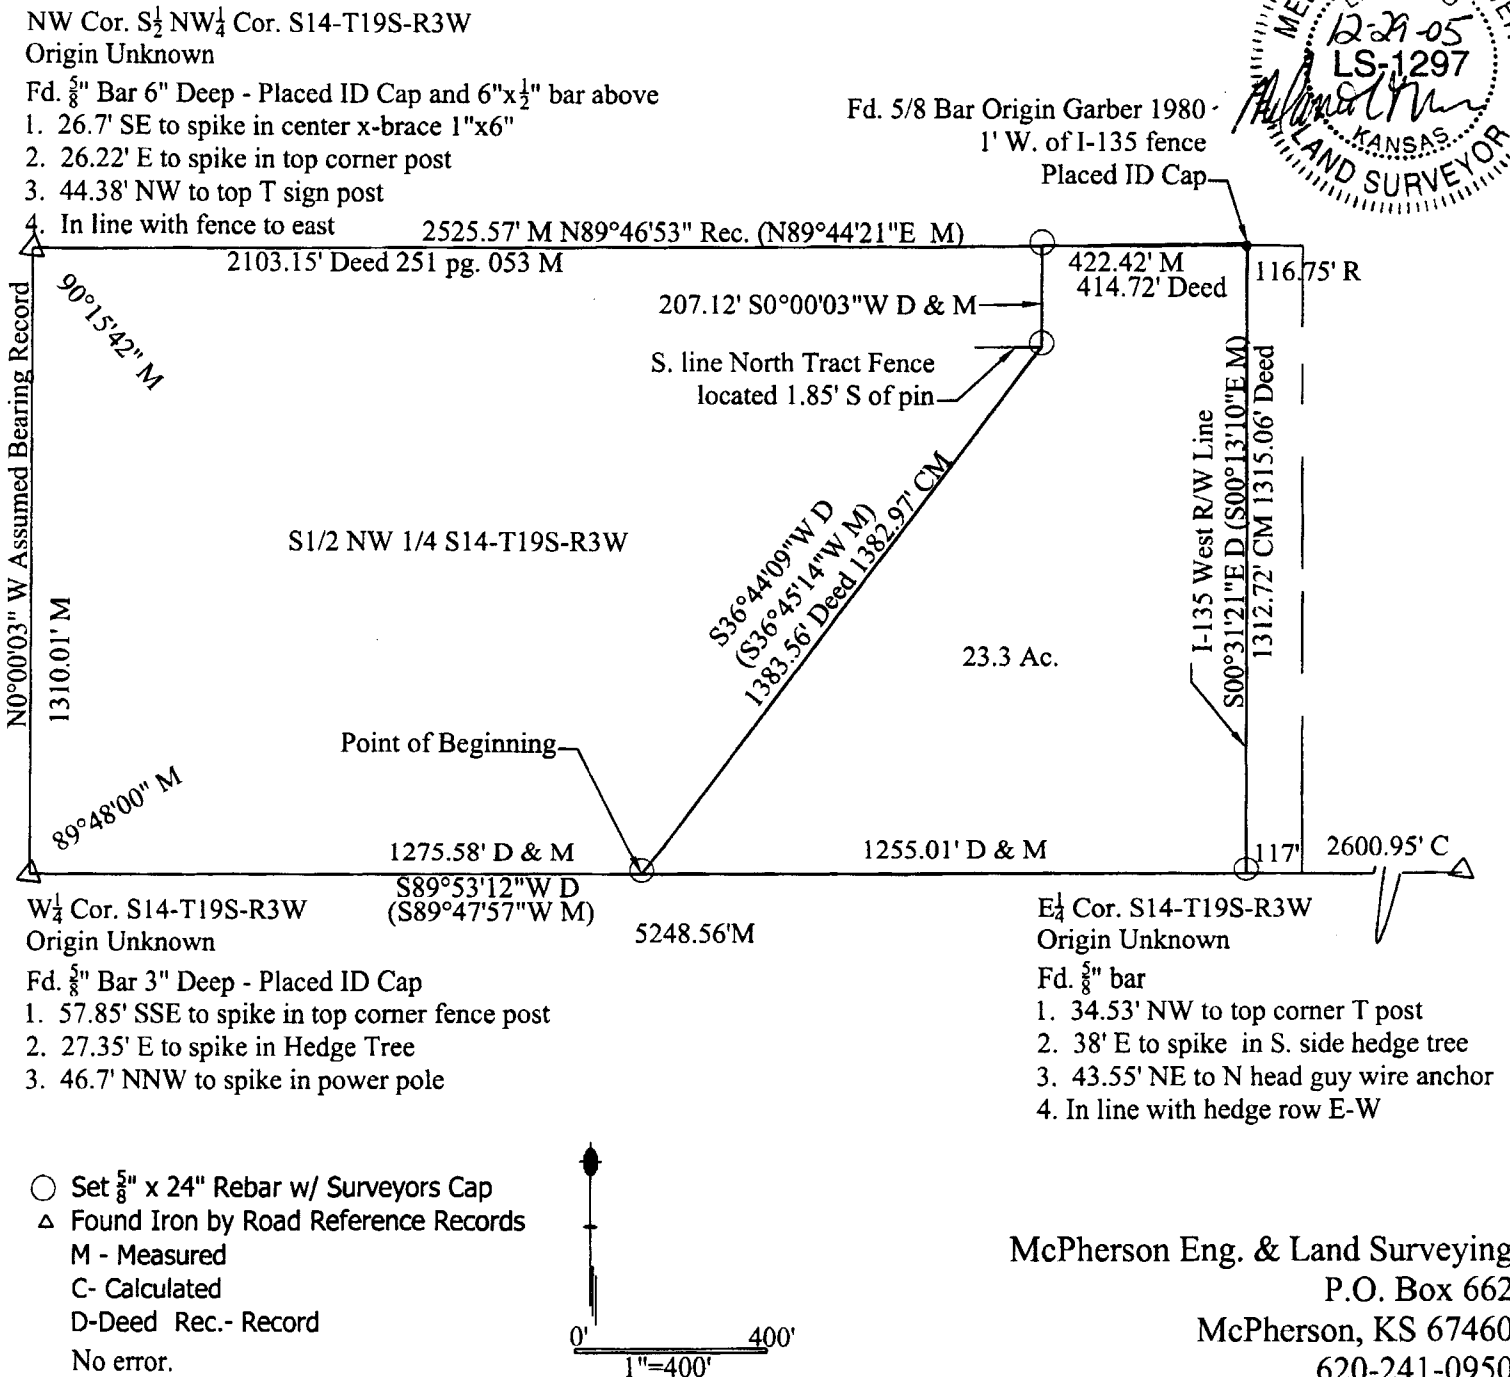 NW Cor. S½ NW¼ Cor. S14-T19S-R3W
Origin Unknown
Fd. ⅝" Bar 6" Deep - Placed ID Cap and 6"x½" bar above
1. 26.7' SE to spike in center x-brace 1"x6"
2. 26.22' E to spike in top corner post
3. 44.38' NW to top T sign post
4. In line with fence to east
12-29-05
LS-1297
KANSAS
LAND SURVEYOR
Fd. 5/8 Bar Origin Garber 1980
1' W. of I-135 fence
Placed ID Cap
2525.57' M N89°46'53" Rec. (N89°44'21"E M)
2103.15' Deed 251 pg. 053 M
422.42' M
414.72' Deed
116.75' R
90°15'42" M
207.12' S0°00'03"W D & M
S. line North Tract Fence
located 1.85' S of pin
N0°00'03" W Assumed Bearing Record
1310.01' M
S1/2 NW 1/4 S14-T19S-R3W
S36°44'09"W D
(S36°45'14"W M)
1383.56' Deed 1382.97' CM
23.3 Ac.
I-135 West R/W Line
S00°31'21"E D (S00°13'10"E M)
1312.72' CM 1315.06' Deed
Point of Beginning
89°48'00" M
1275.58' D & M
S89°53'12"W D
(S89°47'57"W M)
1255.01' D & M
117'
2600.95' C
5248.56'M
W¼ Cor. S14-T19S-R3W
Origin Unknown
Fd. ⅝" Bar 3" Deep - Placed ID Cap
1. 57.85' SSE to spike in top corner fence post
2. 27.35' E to spike in Hedge Tree
3. 46.7' NNW to spike in power pole
E¼ Cor. S14-T19S-R3W
Origin Unknown
Fd. ⅝" bar
1. 34.53' NW to top corner T post
2. 38' E to spike in S. side hedge tree
3. 43.55' NE to N head guy wire anchor
4. In line with hedge row E-W
○ Set ⅝" x 24" Rebar w/ Surveyors Cap
△ Found Iron by Road Reference Records
M - Measured
C- Calculated
D-Deed Rec.- Record
No error.
0' 400'
1"=400'
McPherson Eng. & Land Surveying
P.O. Box 662
McPherson, KS 67460
620-241-0950